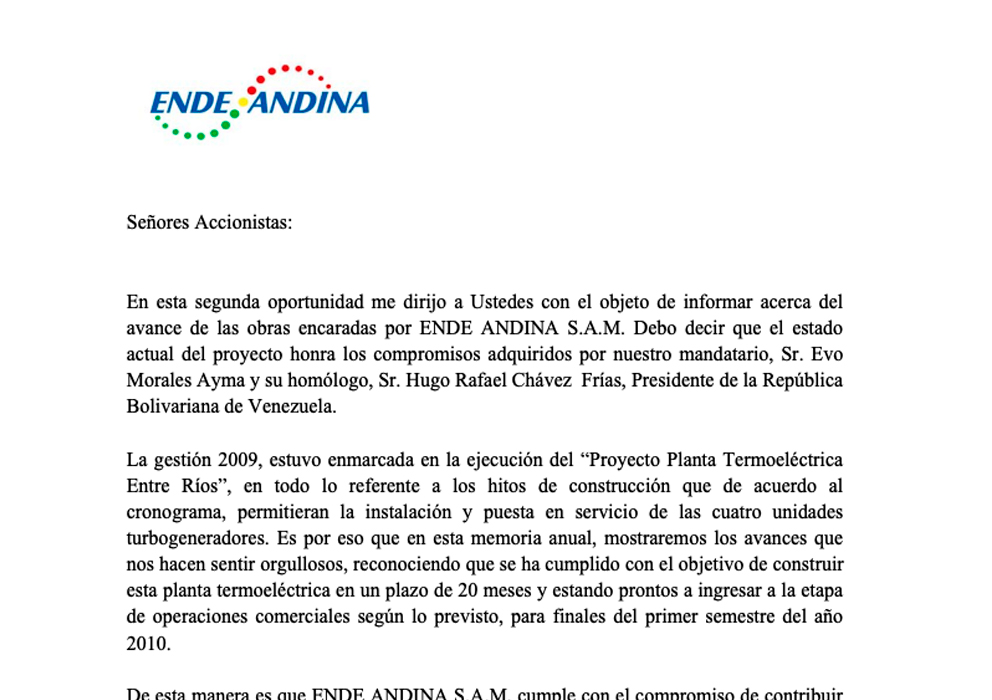 ENDE ANDINA
Señores Accionistas:
En esta segunda oportunidad me dirijo a Ustedes con el objeto de informar acerca del
avance de las obras encaradas por ENDE ANDINA S.A.M. Debo decir que el estado
actual del proyecto honra los compromisos adquiridos por nuestro mandatario, Sr. Evo
Morales Ayma y su homólogo, Sr. Hugo Rafael Chávez Frías, Presidente de la República
Bolivariana de Venezuela.
La gestión 2009, estuvo enmarcada en la ejecución del “Proyecto Planta Termoeléctrica
Entre Ríos”, en todo lo referente a los hitos de construcción que de acuerdo al
cronograma, permitieran la instalación y puesta en servicio de las cuatro unidades
turbogeneradores. Es por eso que en esta memoria anual, mostraremos los avances que
nos hacen sentir orgullosos, reconociendo que se ha cumplido con el objetivo de construir
esta planta termoeléctrica en un plazo de 20 meses y estando prontos a ingresar a la etapa
de operaciones comerciales según lo previsto, para finales del primer semestre del año
2010.
De esta manera es que ENDE ANDINA S.A.M. cumple con el compromiso de contribuir